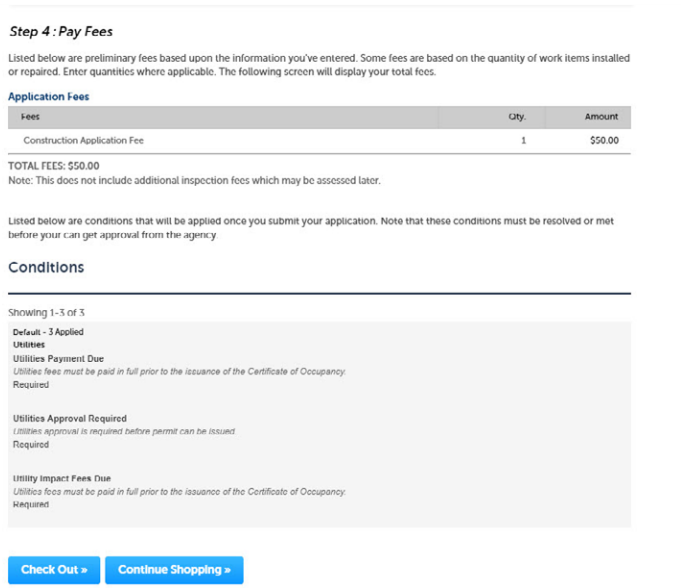 Step 4 : Pay Fees
Listed below are preliminary fees based upon the information you've entered. Some fees are based on the quantity of work items installed
or repaired. Enter quantities where applicable. The following screen will display your total fees.
Application Fees
Fees Qty. Amount
Construction Application Fee 1 $50.00
TOTAL FEES: $50.00
Note: This does not include additional inspection fees which may be assessed later.
Listed below are conditions that will be applied once you submit your application. Note that these conditions must be resolved or met
before your can get approval from the agency.
Conditions
Showing 1-3 of 3
Default - 3 Applied
Utilities
Utilities Payment Due
Utilities fees must be paid in full prior to the issuance of the Certificate of Occupancy.
Required
Utilities Approval Required
Utilities approval is required before permit can be issued
Required
Utility Impact Fees Due
Utilities fees must be paid in full prior to the issuance of the Certificate of Occupancy.
Required
Check Out » Continue Shopping »